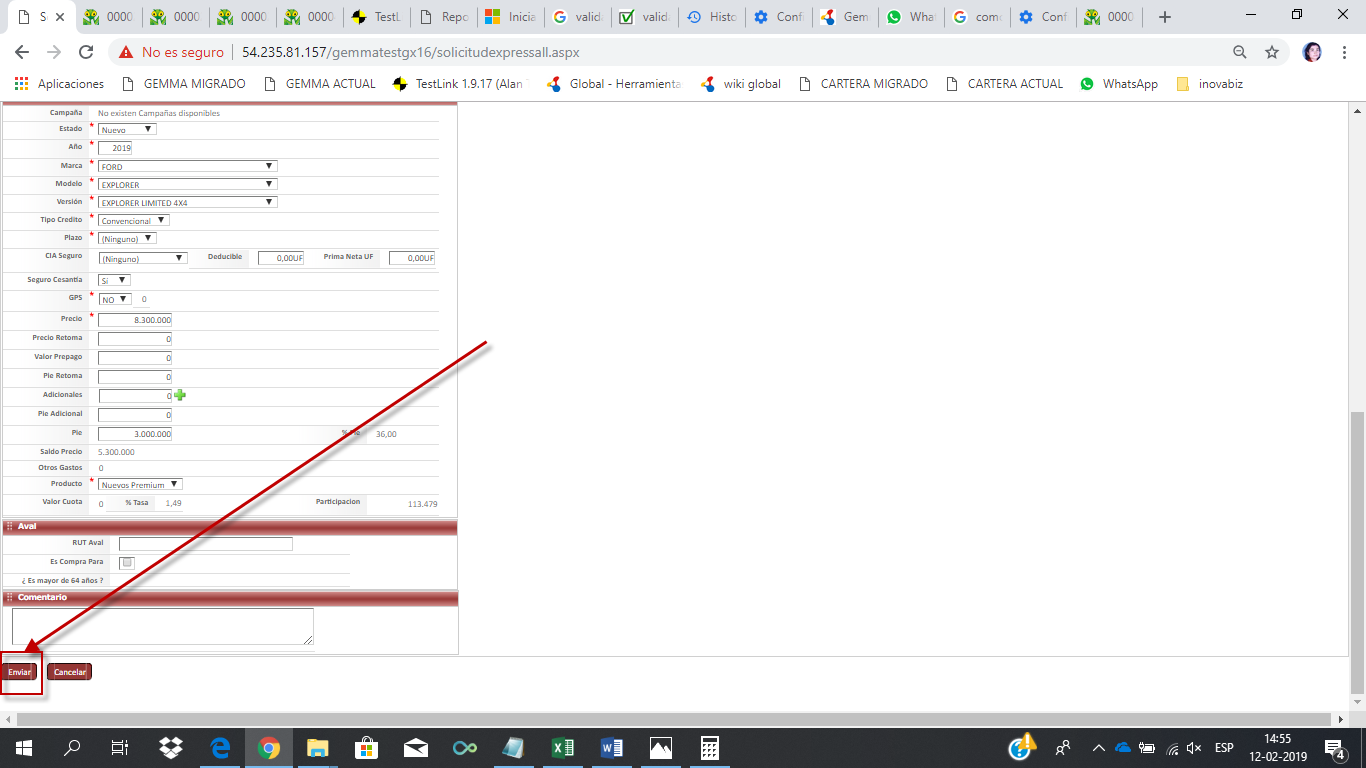 S
0000
0000
0000
0000
TestL
Repo
Inicia
valid
valid
Histo
Confi
Gem
What
como
Conf
0000
No es seguro
54.235.81.157/gemmatestgx16/solicitudexpressall.aspx
Aplicaciones
GEMMA MIGRADO
GEMMA ACTUAL
TestLink 1.9.17 (Alan
Global - Herramienta
wiki global
CARTERA MIGRADO
CARTERA ACTUAL
WhatsApp
inovabiz
Campaña No existen Campañas disponibles
Estado * Nuevo
Año * 2019
Marca * FORD
Modelo * EXPLORER
Versión * EXPLORER LIMITED 4X4
Tipo Credito * Convencional
Plazo * (Ninguno)
CIA Seguro (Ninguno) Deducible 0,00UF Prima Neta UF 0,00UF
Seguro Cesantía Si
GPS * NO 0
Precio * 8.300.000
Precio Retoma 0
Valor Prepago 0
Pie Retoma 0
Adicionales 0
Pie Adicional 0
Pie 3.000.000 % Pie 36,00
Saldo Precio 5.300.000
Otros Gastos 0
Producto * Nuevos Premium
Valor Cuota 0 % Tasa 1,49 Participacion 113.479
Aval
RUT Aval
Es Compra Para
¿ Es mayor de 64 años ?
Comentario
Enviar Cancelar
ESP
14:55
12-02-2019
4